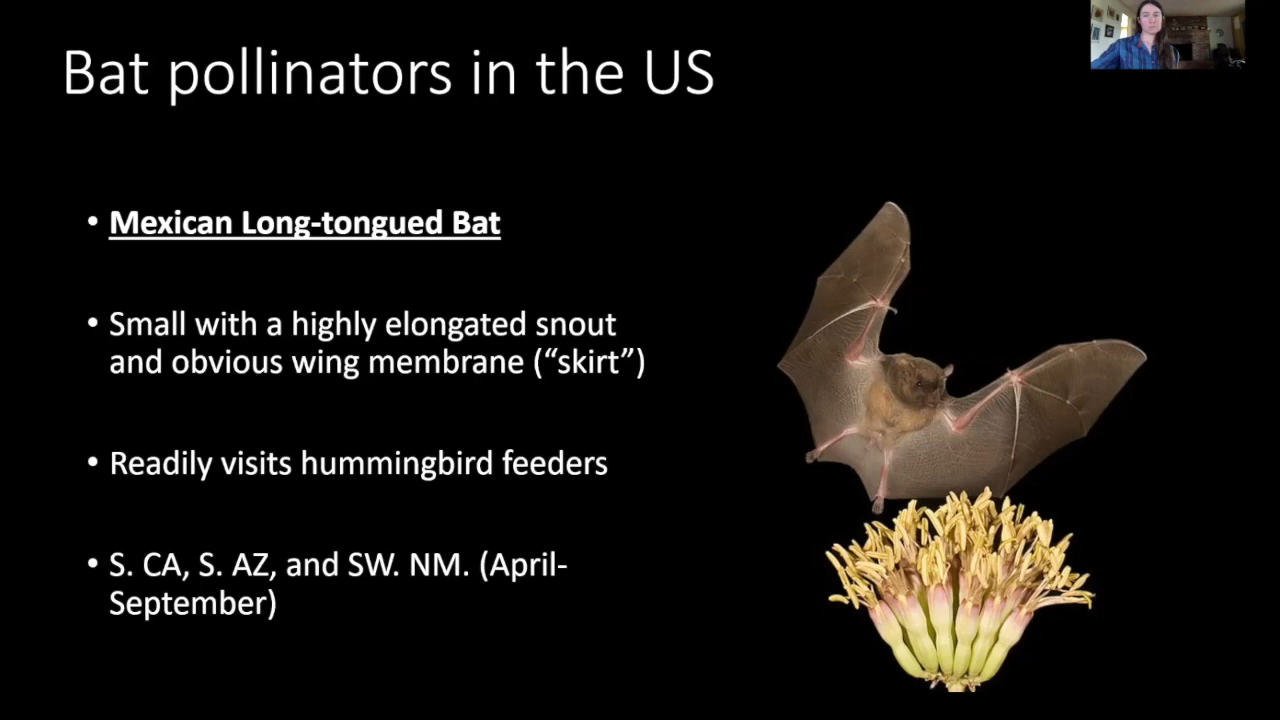 Bat pollinators in the US
• Mexican Long-tongued Bat
• Small with a highly elongated snout
and obvious wing membrane (“skirt”)
• Readily visits hummingbird feeders
• S. CA, S. AZ, and SW. NM. (April-
September)